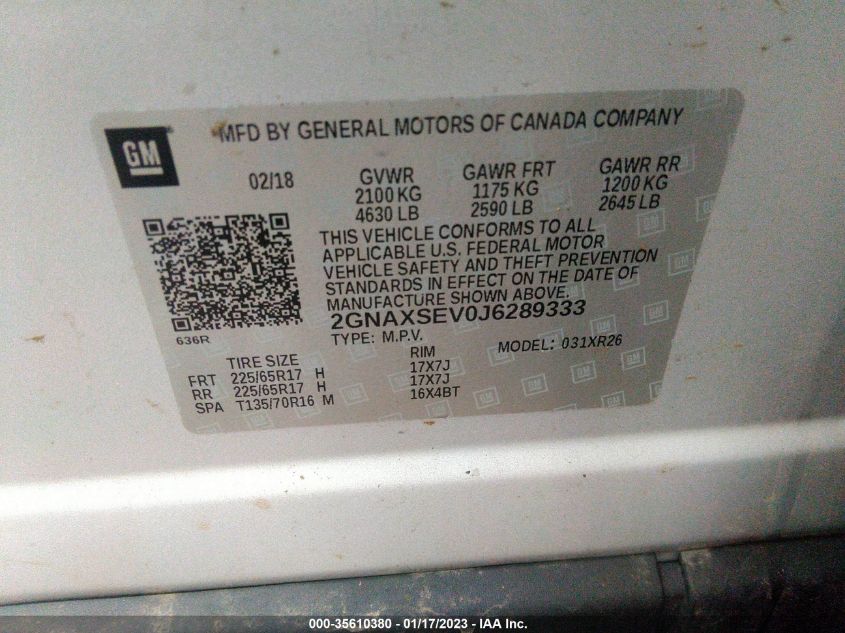 GM
MFD BY GENERAL MOTORS OF CANADA COMPANY
02/18
GVWR GAWR FRT GAWR RR
2100 KG 1175 KG 1200 KG
4630 LB 2590 LB 2645 LB
THIS VEHICLE CONFORMS TO ALL
APPLICABLE U.S. FEDERAL MOTOR
VEHICLE SAFETY AND THEFT PREVENTION
STANDARDS IN EFFECT ON THE DATE OF
MANUFACTURE SHOWN ABOVE.
2GNAXSEV0J6289333
636R
TYPE: M.P.V. MODEL: 031XR26
TIRE SIZE RIM
FRT 225/65R17 H 17X7J
RR 225/65R17 H 17X7J
SPA T135/70R16 M 16X4BT
000-35610380 - 01/17/2023 - IAA Inc.